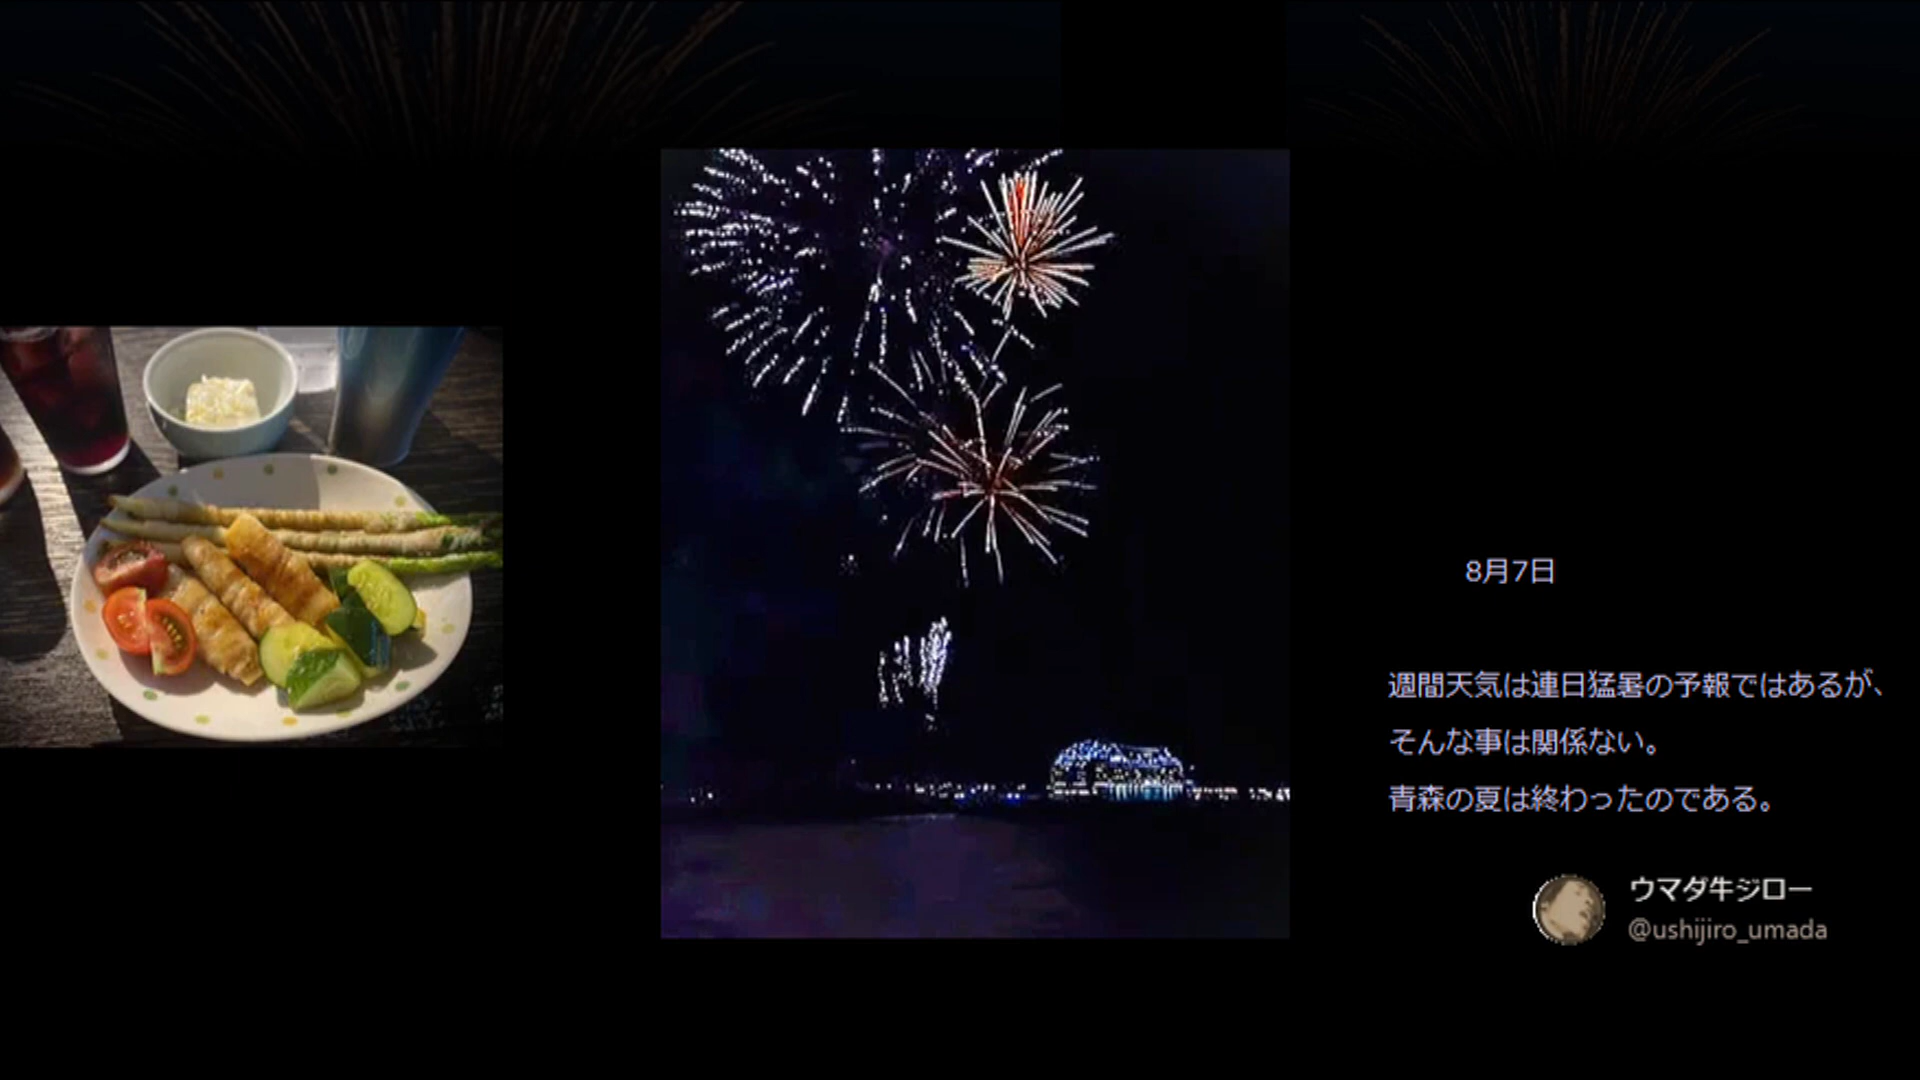 8月7日
週間天気は連日猛暑の予報ではあるが、
そんな事は関係ない。
青森の夏は終わったのである。
ウマダ牛ジロー
@ushijiro_umada